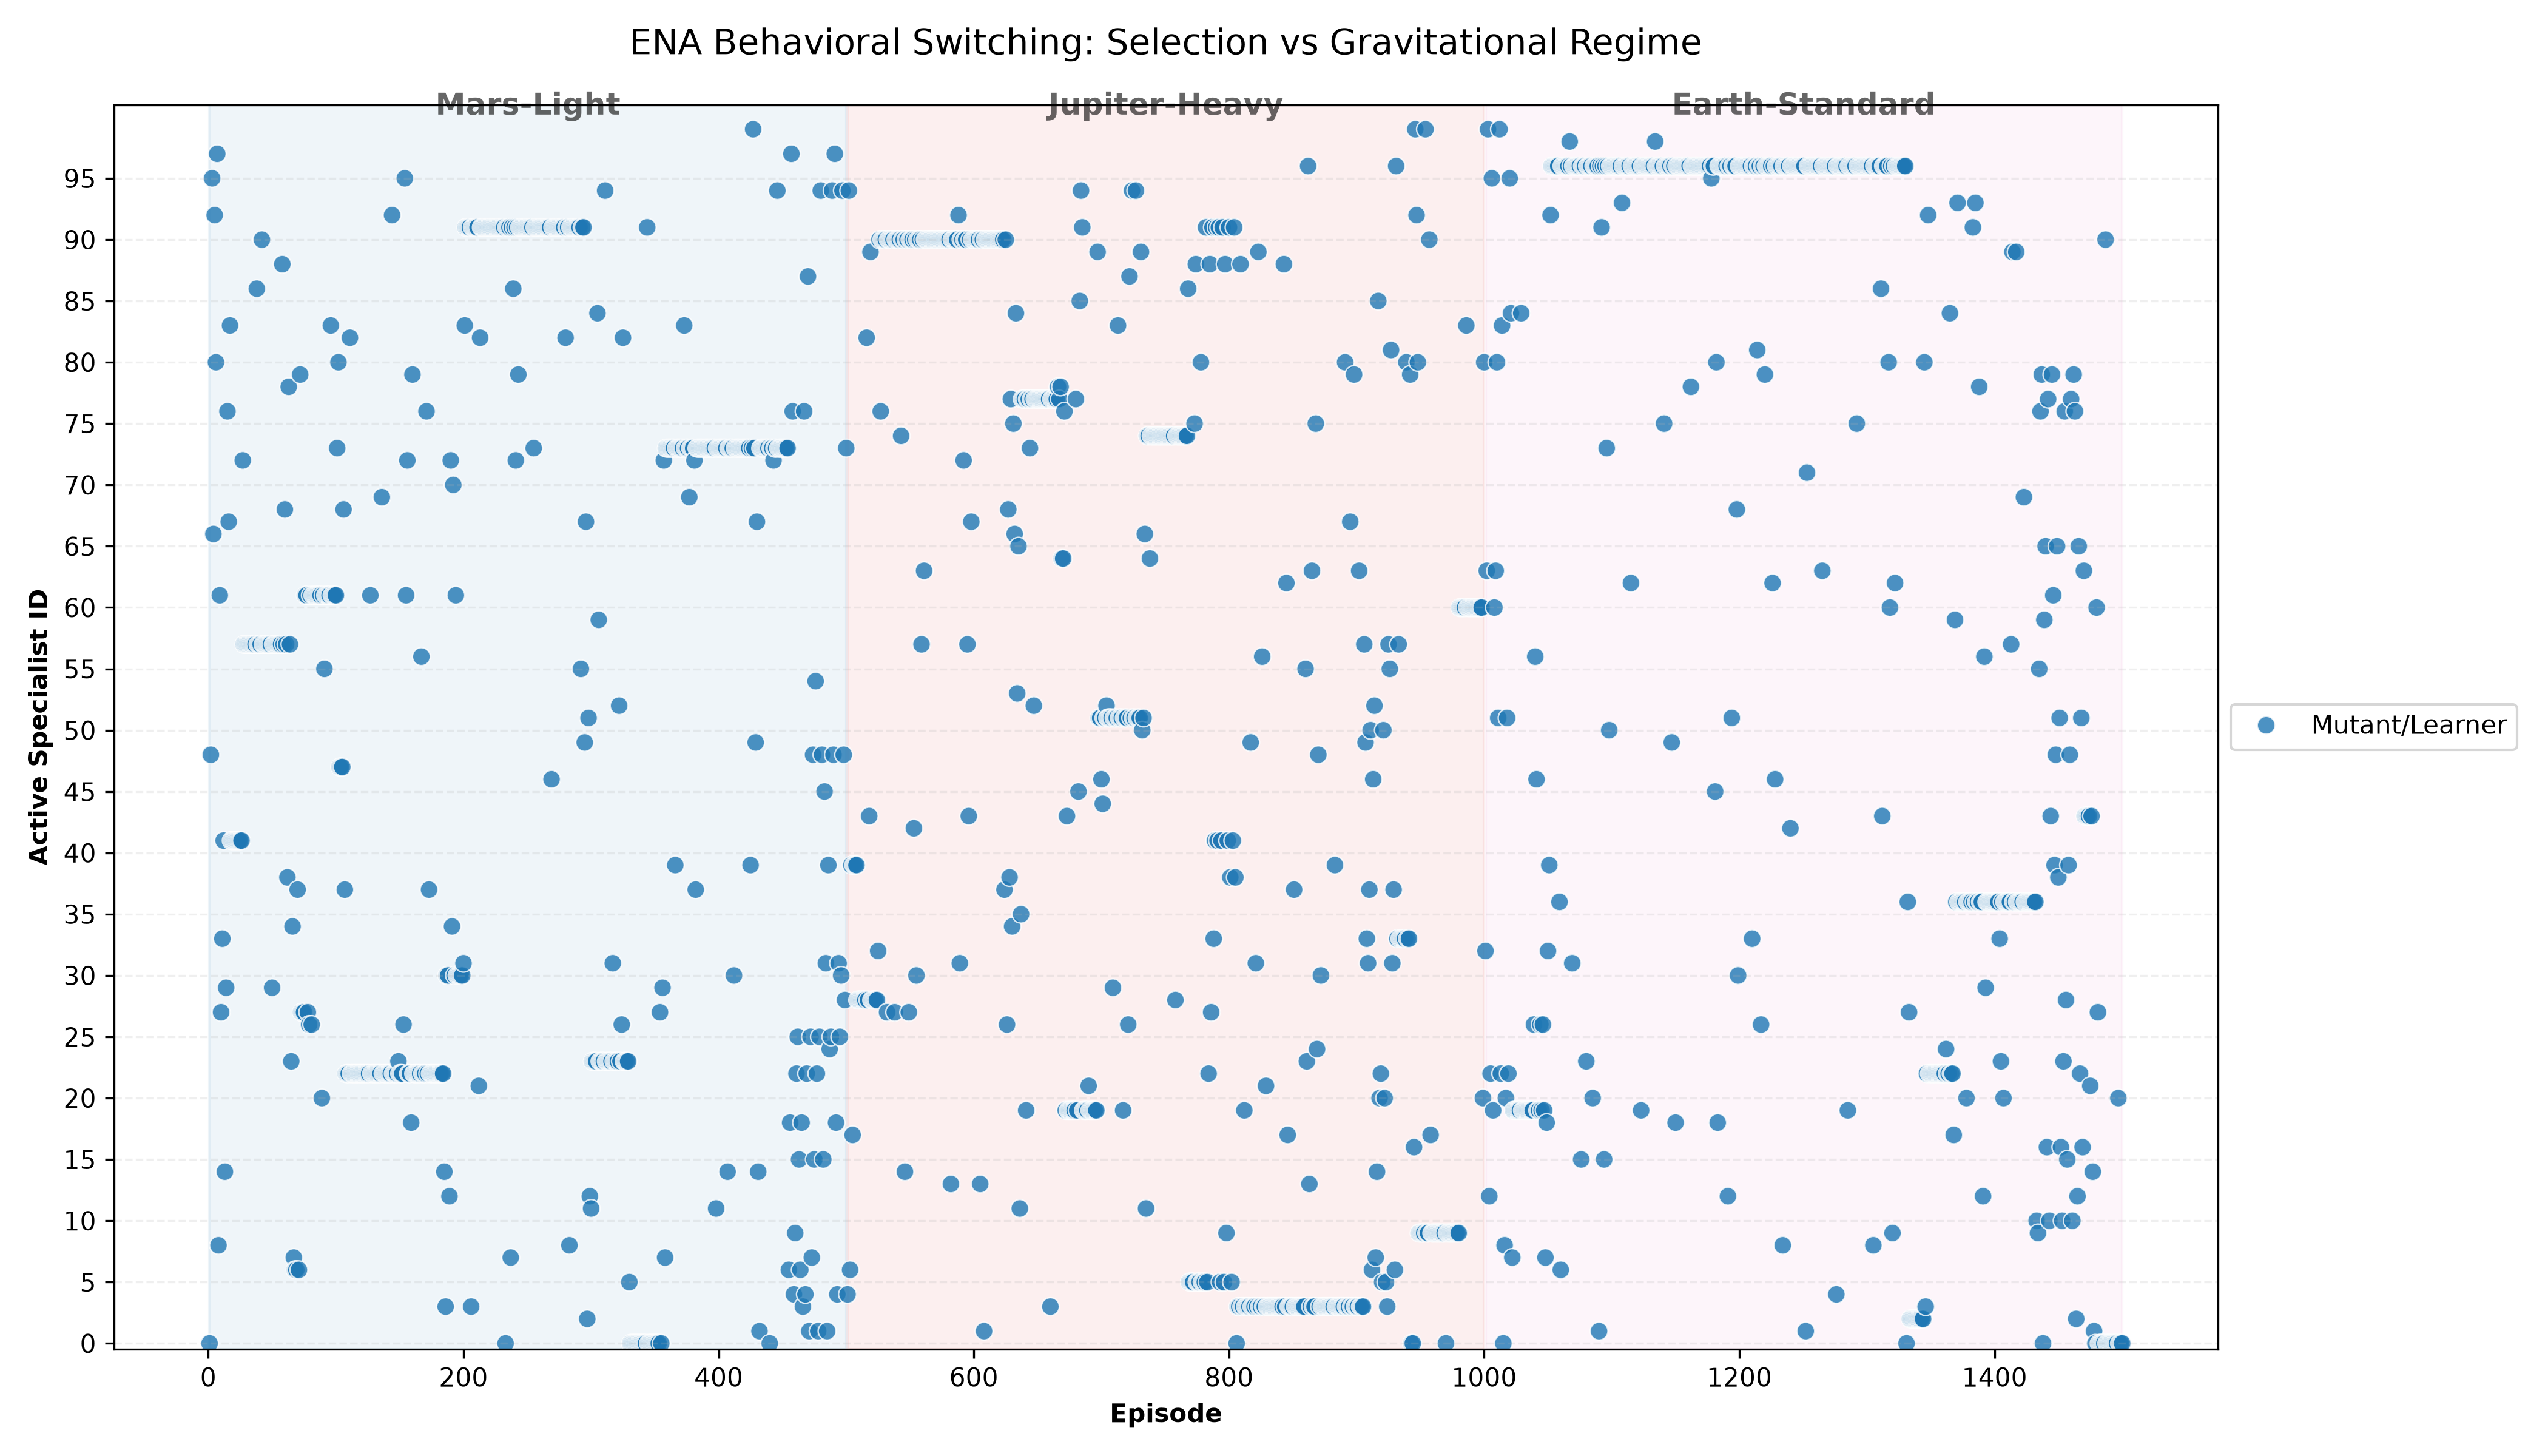 ENA Behavioral Switching: Selection vs Gravitational Regime
Mars-Light
Jupiter-Heavy
Earth-Standard
95
90
85
80
75
70
65
60
55
50
45
40
35
30
25
20
15
10
5
0
Active Specialist ID
0 200 400 600 800 1000 1200 1400
Episode
Mutant/Learner